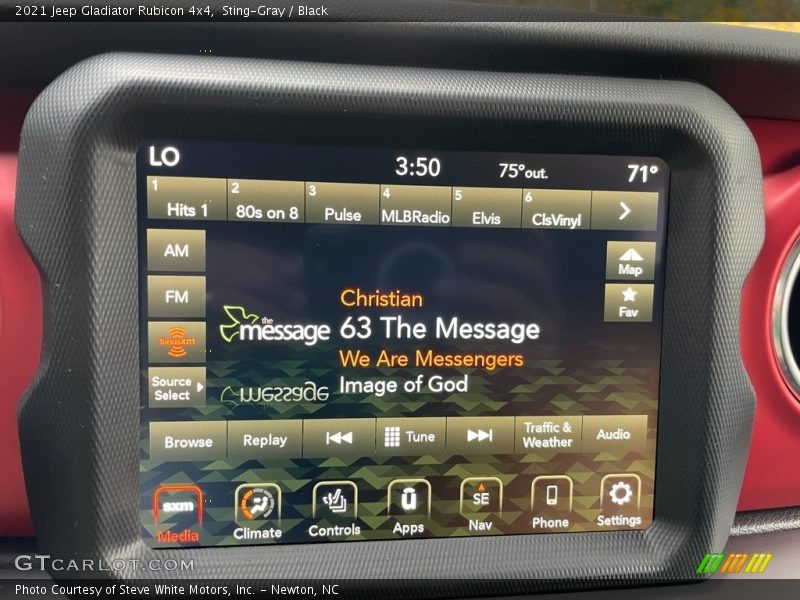 2021 Jeep Gladiator Rubicon 4x4, Sting-Gray / Black
LO 3:50 75°out. 71°
1 Hits 1 2 80s on 8 3 Pulse 4 MLBRadio 5 Elvis 6 ClsVinyl
AM
Map
FM
Fav
SiriusXM
Source Select
Christian
the message 63 The Message
We Are Messengers
Image of God
Browse Replay Tune Traffic & Weather Audio
sxm SE
Media Climate Controls Apps Nav Phone Settings
GTCARLOT.COM
Photo Courtesy of Steve White Motors, Inc. - Newton, NC